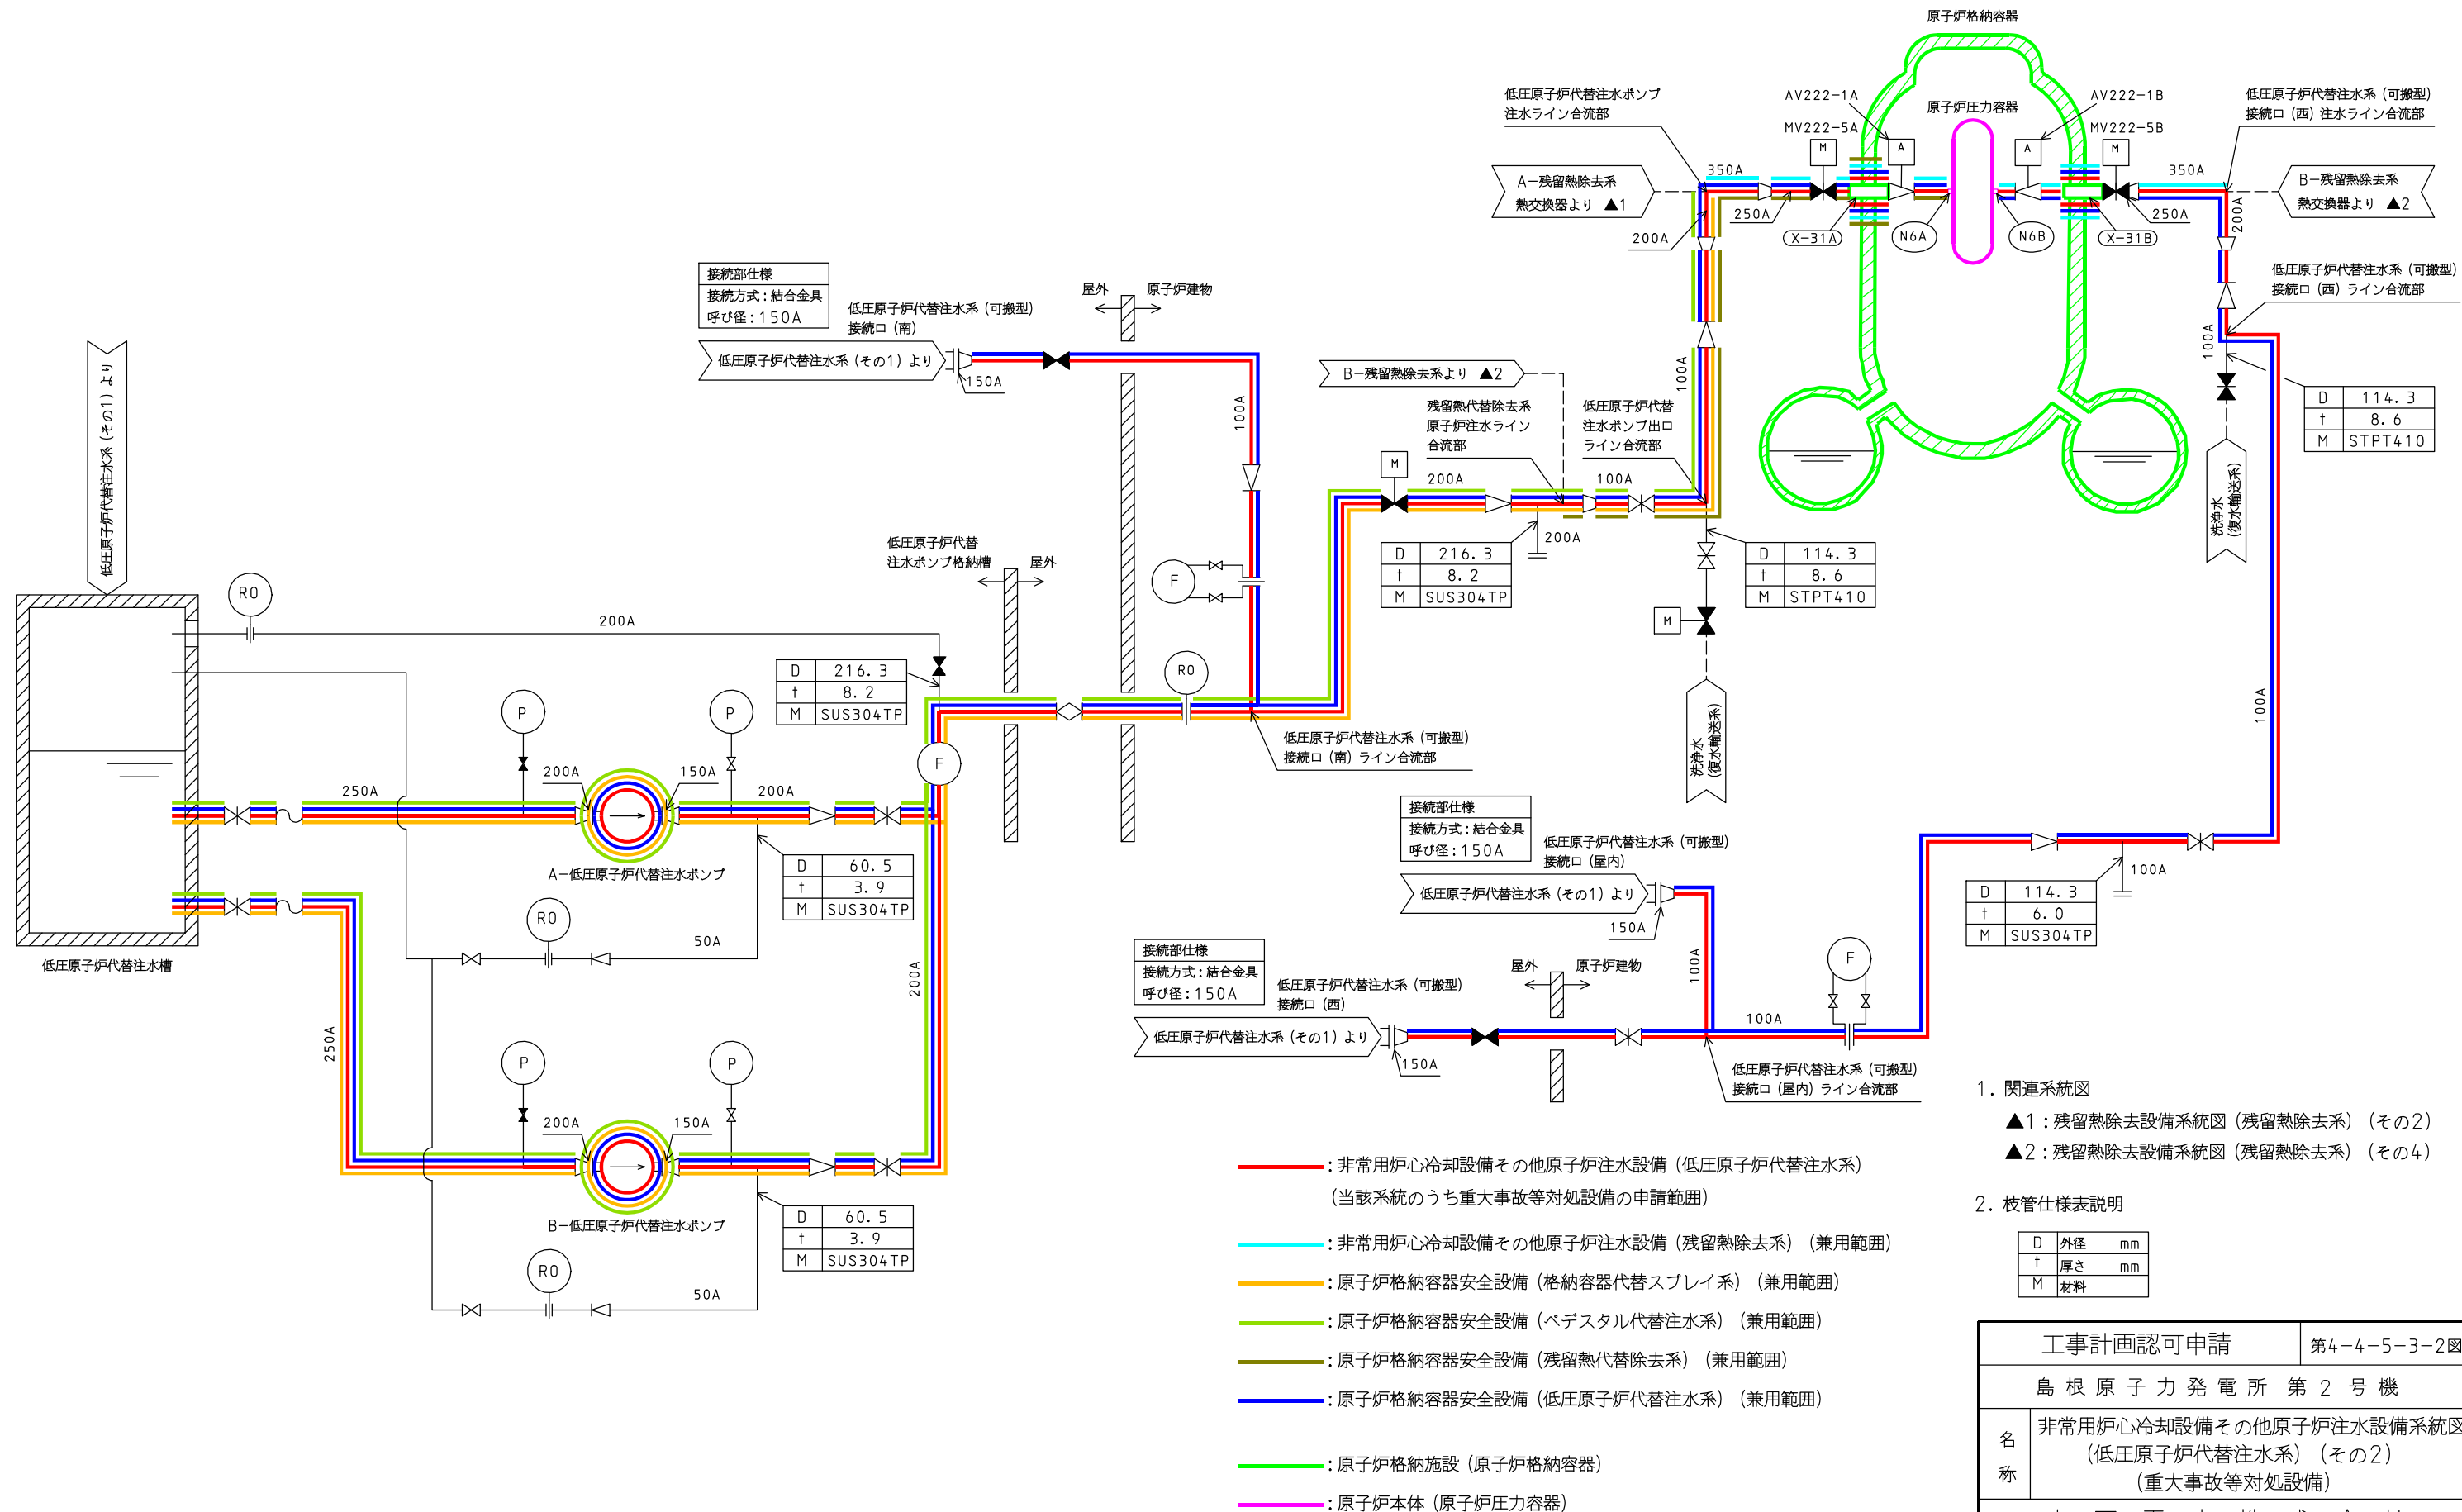 原子炉格納容器
低圧原子炉代替注水ポンプ
注水ライン合流部
AV222-1A
MV222-5A
原子炉圧力容器
AV222-1B
MV222-5B
低圧原子炉代替注水系（可搬型）
接続口（西）注水ライン合流部
M
A
A
M
A－残留熱除去系
熱交換器より ▲1
350A
350A
B－残留熱除去系
熱交換器より ▲2
250A
200A
X-31A
N6A
N6B
X-31B
250A
200A
低圧原子炉代替注水系（可搬型）
接続口（西）ライン合流部
接続部仕様
接続方式：結合金具
呼び径：150A
低圧原子炉代替注水系（可搬型）
接続口（南）
屋外
原子炉建物
低圧原子炉代替注水系（その1）より
150A
100A
低圧原子炉代替注水系（その1）より
B－残留熱除去系より ▲2
100A
100A
残留熱代替除去系
原子炉注水ライン
合流部
低圧原子炉代替
注水ポンプ出口
ライン合流部
D 114.3
t 8.6
M STPT410
M
200A
100A
洗浄水
（復水輸送系）
200A
低圧原子炉代替
注水ポンプ格納槽
屋外
F
D 216.3
t 8.2
M SUS304TP
D 114.3
t 8.6
M STPT410
RO
200A
M
D 216.3
t 8.2
M SUS304TP
RO
P
P
洗浄水
（復水輸送系）
100A
低圧原子炉代替注水系（可搬型）
接続口（南）ライン合流部
F
250A
200A
150A
200A
A－低圧原子炉代替注水ポンプ
D 60.5
t 3.9
M SUS304TP
接続部仕様
接続方式：結合金具
呼び径：150A
低圧原子炉代替注水系（可搬型）
接続口（屋内）
低圧原子炉代替注水系（その1）より
150A
100A
D 114.3
t 6.0
M SUS304TP
100A
RO
50A
低圧原子炉代替注水槽
200A
250A
接続部仕様
接続方式：結合金具
呼び径：150A
低圧原子炉代替注水系（可搬型）
接続口（西）
屋外
原子炉建物
F
低圧原子炉代替注水系（その1）より
150A
100A
低圧原子炉代替注水系（可搬型）
接続口（屋内）ライン合流部
P
P
200A
150A
B－低圧原子炉代替注水ポンプ
D 60.5
t 3.9
M SUS304TP
RO
50A
1. 関連系統図
▲1：残留熱除去設備系統図（残留熱除去系）（その2）
▲2：残留熱除去設備系統図（残留熱除去系）（その4）
2. 枝管仕様表説明
D 外径 mm
t 厚さ mm
M 材料
：非常用炉心冷却設備その他原子炉注水設備（低圧原子炉代替注水系）
（当該系統のうち重大事故等対処設備の申請範囲）
：非常用炉心冷却設備その他原子炉注水設備（残留熱除去系）（兼用範囲）
：原子炉格納容器安全設備（格納容器代替スプレイ系）（兼用範囲）
：原子炉格納容器安全設備（ペデスタル代替注水系）（兼用範囲）
：原子炉格納容器安全設備（残留熱代替除去系）（兼用範囲）
：原子炉格納容器安全設備（低圧原子炉代替注水系）（兼用範囲）
：原子炉格納施設（原子炉格納容器）
：原子炉本体（原子炉圧力容器）
工事計画認可申請 第4-4-5-3-2図
島根原子力発電所 第2号機
名称
非常用炉心冷却設備その他原子炉注水設備系統図
（低圧原子炉代替注水系）（その2）
（重大事故等対処設備）